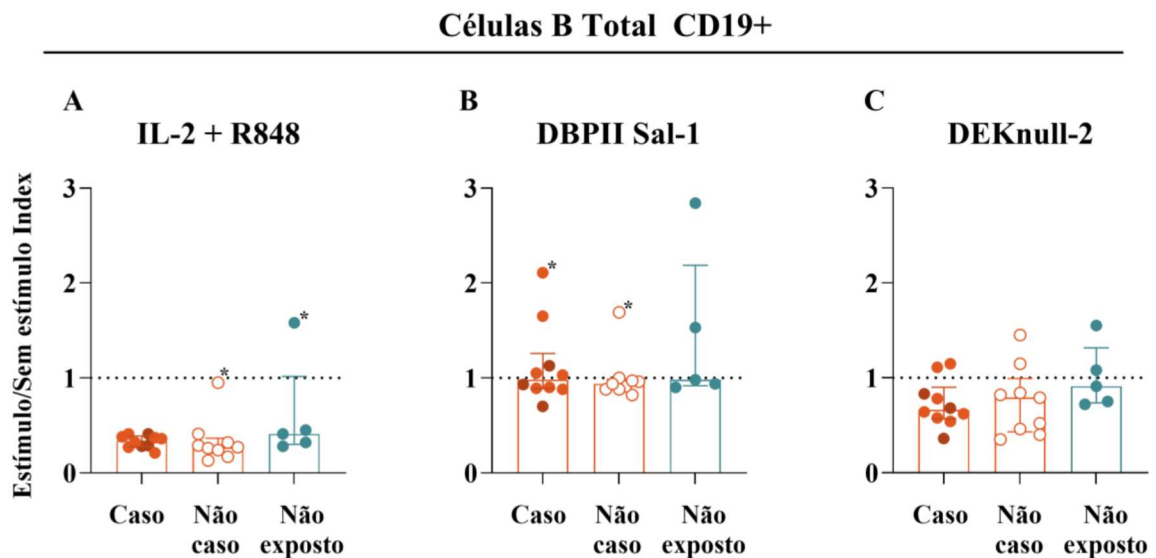 Células B Total CD19+
A
IL-2 + R848
B
DBPII Sal-1
C
DEKnull-2
Estímulo/Sem estímulo Index
3
2
1
0
*
*
Caso
Não
caso
Não
exposto
3
2
1
0
*
*
Caso
Não
caso
Não
exposto
3
2
1
0
Caso
Não
caso
Não
exposto